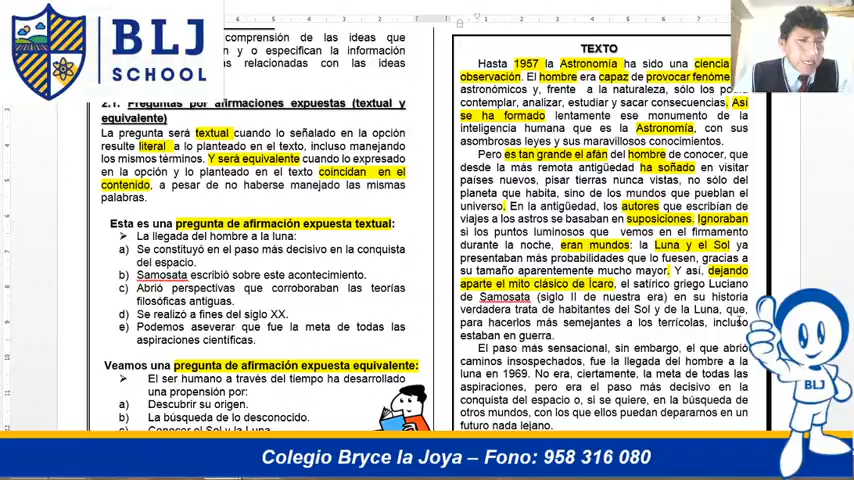 BLJ
SCHOOL
comprensión de las ideas que
n y o especifican la información
as relacionadas con las ideas
2.1. Preguntas por afirmaciones expuestas (textual y
equivalente)
La pregunta será textual cuando lo señalado en la opción
resulte literal a lo planteado en el texto, incluso manejando
los mismos términos. Y será equivalente cuando lo expresado
en la opción y lo planteado en el texto coincidan en el
contenido, a pesar de no haberse manejado las mismas
palabras.
Esta es una pregunta de afirmación expuesta textual:
➢ La llegada del hombre a la luna:
a) Se constituyó en el paso más decisivo en la conquista
del espacio.
b) Samosata escribió sobre este acontecimiento.
c) Abrió perspectivas que corroboraban las teorías
filosóficas antiguas.
d) Se realizó a fines del siglo XX.
e) Podemos aseverar que fue la meta de todas las
aspiraciones científicas.
Veamos una pregunta de afirmación expuesta equivalente:
➢ El ser humano a través del tiempo ha desarrollado
una propensión por:
a) Descubrir su origen.
b) La búsqueda de lo desconocido.
c) Conocer el Sol y la Luna.
TEXTO
Hasta 1957 la Astronomía ha sido una ciencia
observación. El hombre era capaz de provocar fenóme
astronómicos y, frente a la naturaleza, sólo los podía
contemplar, analizar, estudiar y sacar consecuencias. Así
se ha formado lentamente ese monumento de la
inteligencia humana que es la Astronomía, con sus
asombrosas leyes y sus maravillosos conocimientos.
Pero es tan grande el afán del hombre de conocer, que
desde la más remota antigüedad ha soñado en visitar
países nuevos, pisar tierras nunca vistas, no sólo del
planeta que habita, sino de los mundos que pueblan el
universo. En la antigüedad, los autores que escribían de
viajes a los astros se basaban en suposiciones. Ignoraban
si los puntos luminosos que vemos en el firmamento
durante la noche, eran mundos: la Luna y el Sol ya
presentaban más probabilidades que lo fuesen, gracias a
su tamaño aparentemente mucho mayor. Y así, dejando
aparte el mito clásico de Ícaro, el satírico griego Luciano
de Samosata (siglo II de nuestra era) en su historia
verdadera trata de habitantes del Sol y de la Luna, que,
para hacerlos más semejantes a los terrícolas, incluso
estaban en guerra.
El paso más sensacional, sin embargo, el que abrió
caminos insospechados, fue la llegada del hombre a la
luna en 1969. No era, ciertamente, la meta de todas las
aspiraciones, pero era el paso más decisivo en la
conquista del espacio o, si se quiere, en la búsqueda de
otros mundos, con los que ellos puedan depararnos en un
futuro nada lejano.
BLJ
Colegio Bryce la Joya – Fono: 958 316 080